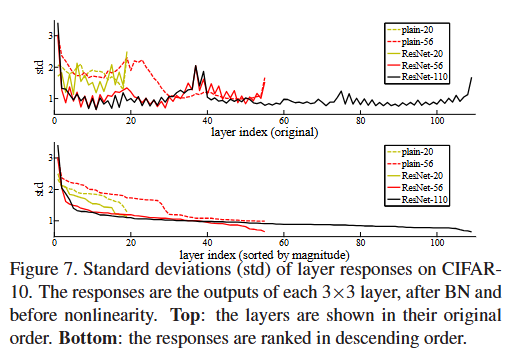 3
2
1
std
plain-20
plain-56
ResNet-20
ResNet-56
ResNet-110
0 20 40 60 80 100
layer index (original)
3
2
1
std
plain-20
plain-56
ResNet-20
ResNet-56
ResNet-110
0 20 40 60 80 100
layer index (sorted by magnitude)
Figure 7. Standard deviations (std) of layer responses on CIFAR-
10. The responses are the outputs of each 3×3 layer, after BN and
before nonlinearity. Top: the layers are shown in their original
order. Bottom: the responses are ranked in descending order.